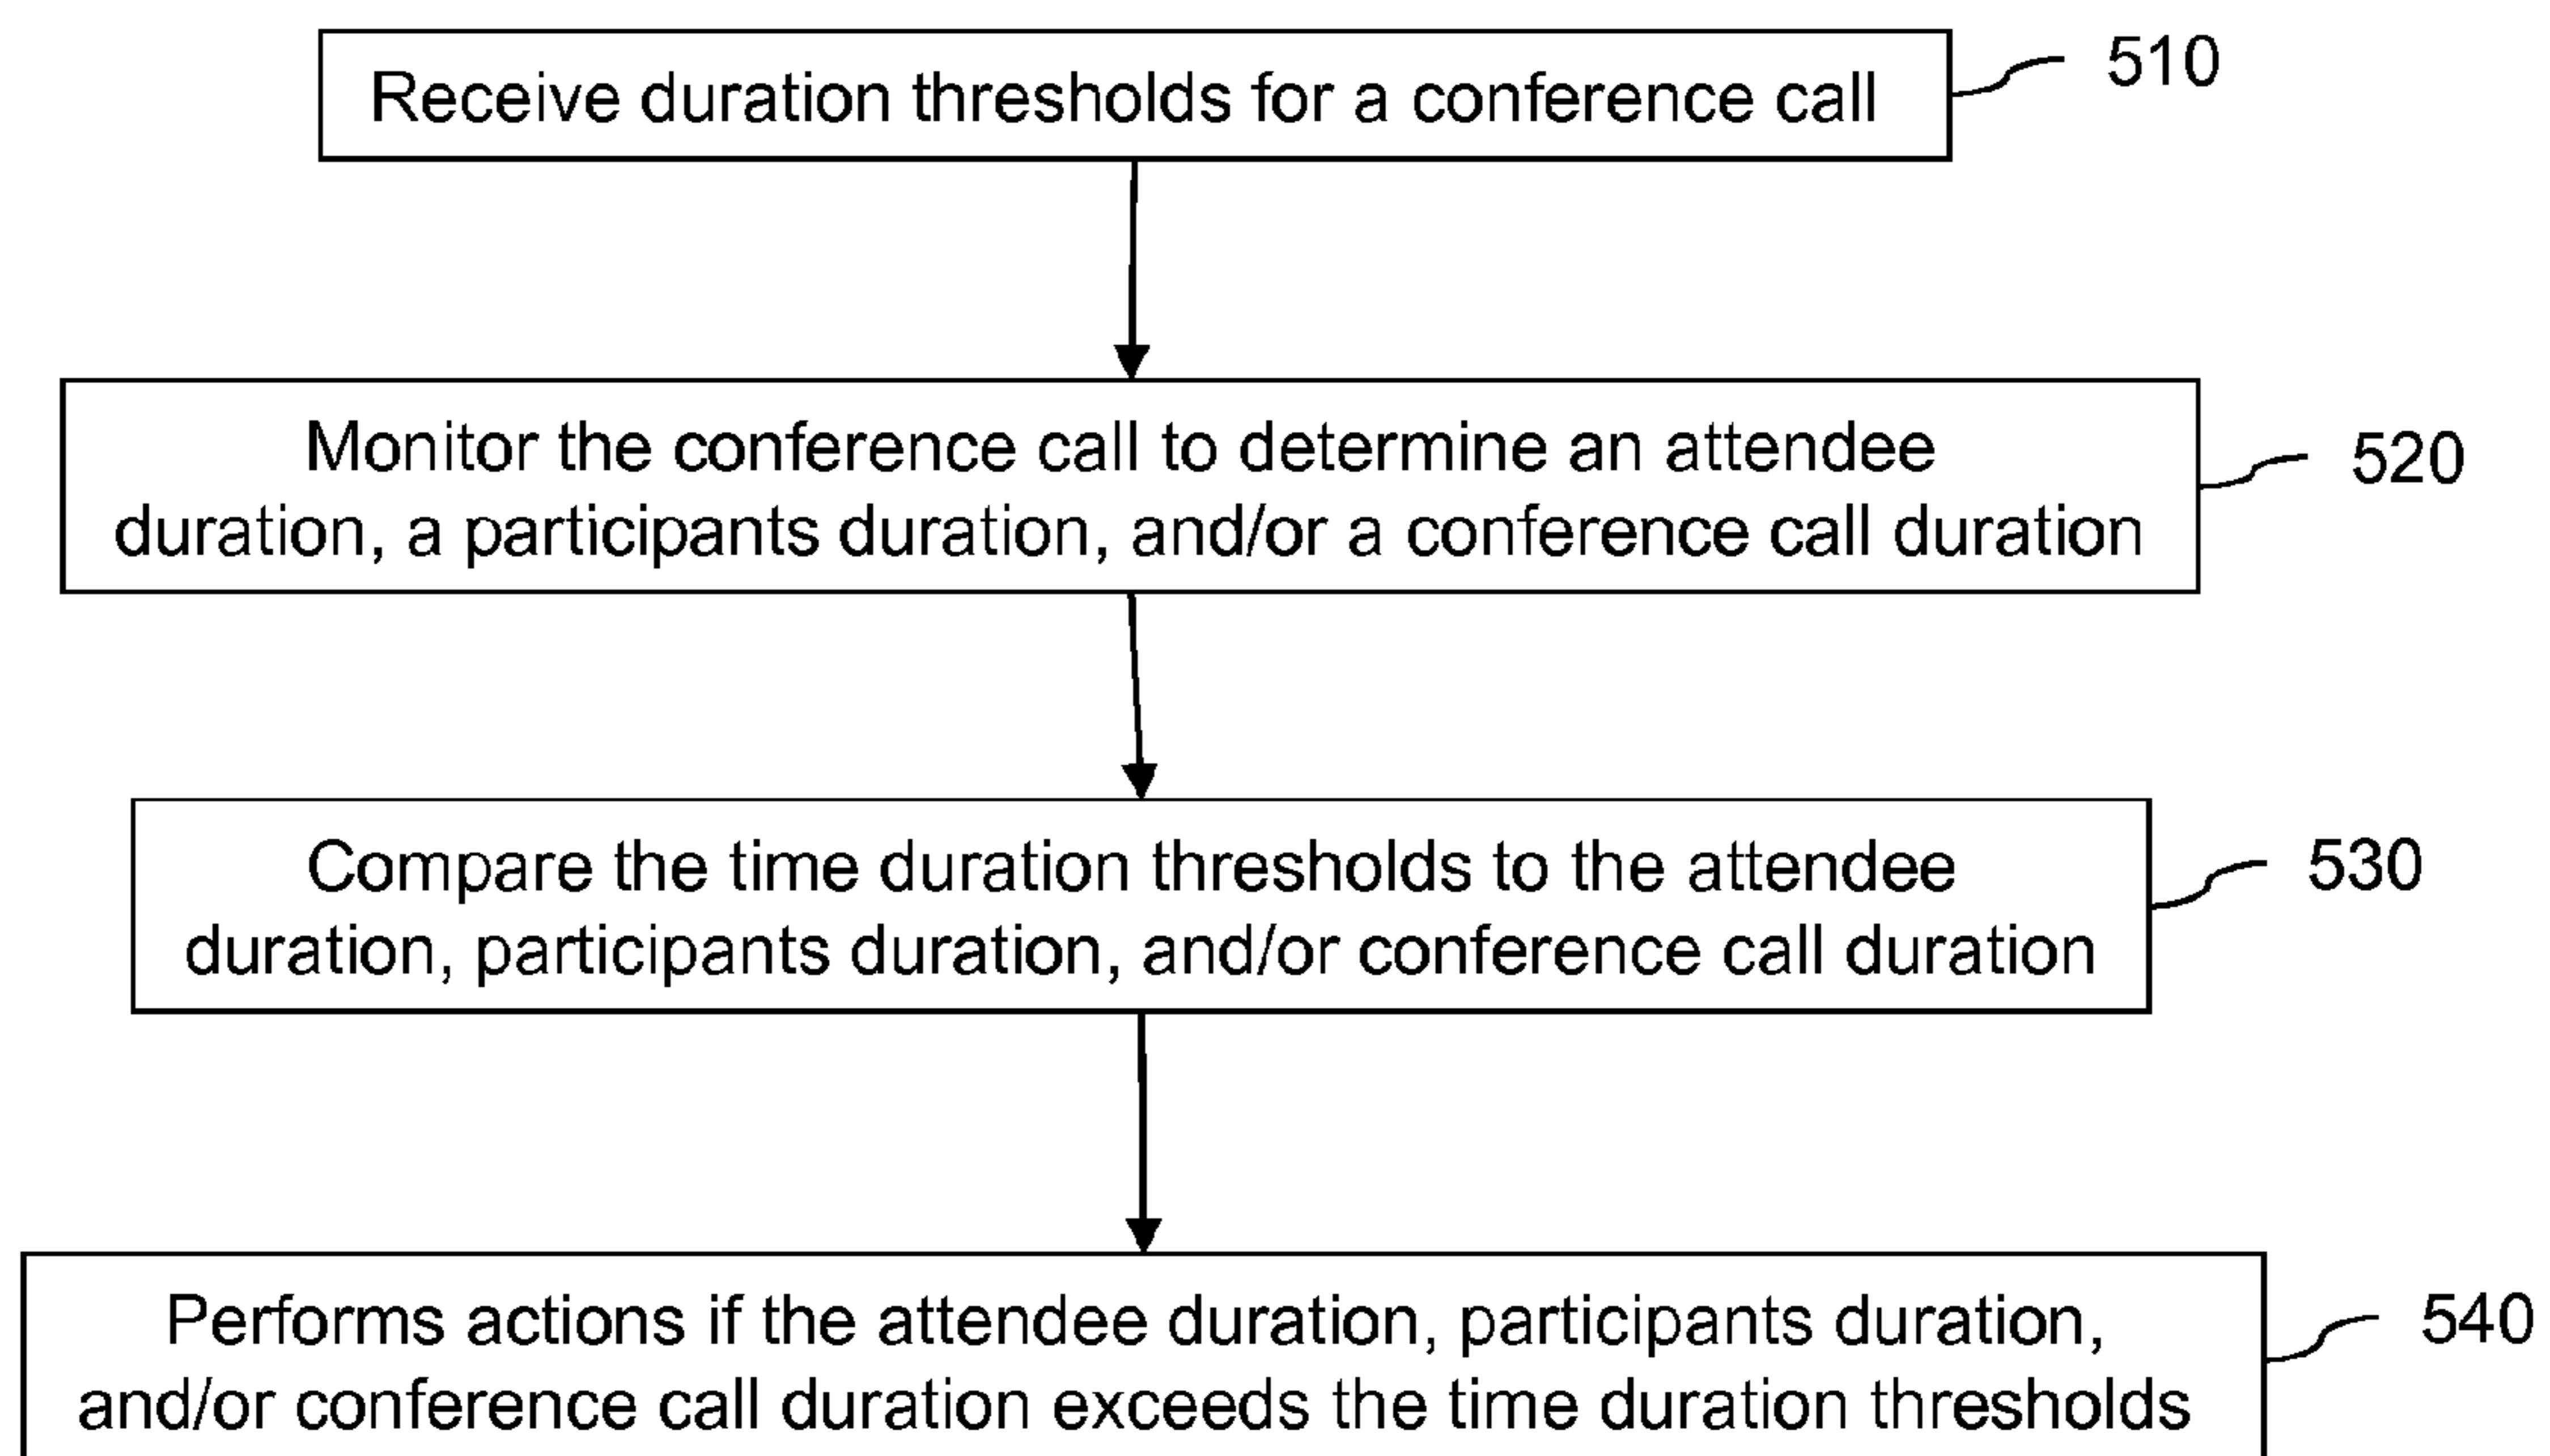 Receive duration thresholds for a conference call
510
Monitor the conference call to determine an attendee
duration, a participants duration, and/or a conference call duration
520
Compare the time duration thresholds to the attendee
duration, participants duration, and/or conference call duration
530
Performs actions if the attendee duration, participants duration,
and/or conference call duration exceeds the time duration thresholds
540